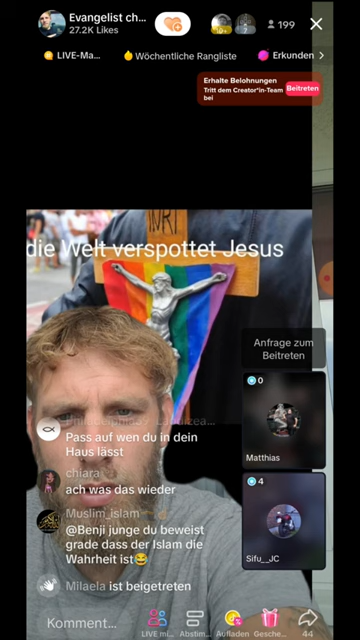 Evangelist ch...
27.2K Likes
199
LIVE-Ma...
Wöchentliche Rangliste
Erkunden
Erhalte Belohnungen
Tritt dem Creator*in-Team
bei
Beitreten
die Welt verspottet Jesus
Anfrage zum
Beitreten
0
Matthias
4
Sifu__JC
Pass auf wen du in dein
Haus lässt
chiara
ach was das wieder
Muslim_islam
@Benji junge du beweist
grade dass der Islam die
Wahrheit ist😂
Milaela ist beigetreten
Komment...
LIVE mi...
Abstim...
Aufladen
Gesche...
44